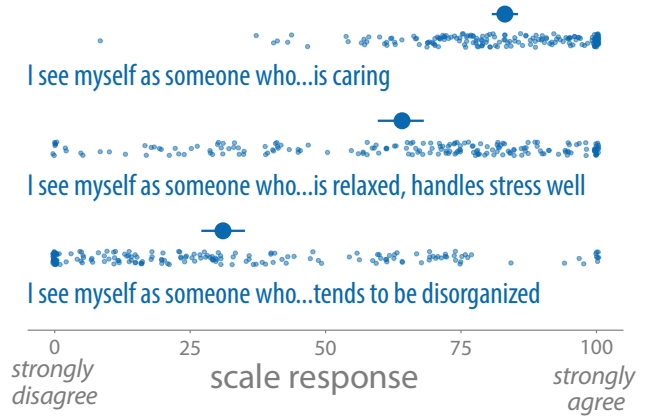 I see myself as someone who...is caring
I see myself as someone who...is relaxed, handles stress well
I see myself as someone who...tends to be disorganized
0 25 50 75 100
strongly disagree
scale response
strongly agree